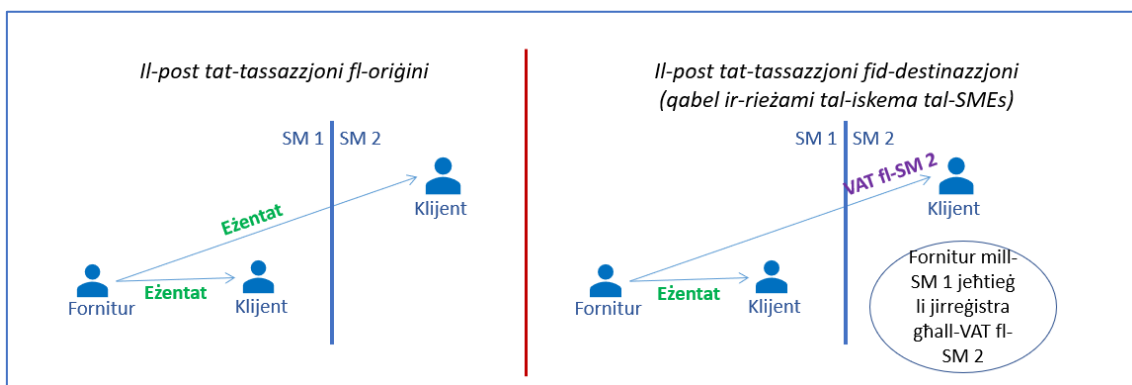 Il-post tat-tassazzjoni fl-oriġini
SM 1 SM 2
Klijent
Eżentat
Fornitur
Eżentat
Klijent
Il-post tat-tassazzjoni fid-destinazzjoni
(qabel ir-rieżami tal-iskema tal-SMEs)
SM 1 SM 2
VAT fl-SM 2
Klijent
Fornitur
Eżentat
Klijent
Fornitur mill-
SM 1 jeħtieġ
li jirreġistra
għall-VAT fl-
SM 2